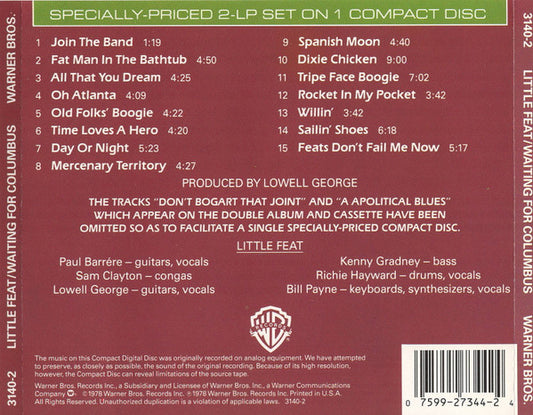 SPECIALLY-PRICED 2-LP SET ON 1 COMPACT DISC
1 Join The Band 1:19
2 Fat Man In The Bathtub 4:50
3 All That You Dream 4:25
4 Oh Atlanta 4:09
5 Old Folks' Boogie 4:22
6 Time Loves A Hero 4:20
7 Day Or Night 5:23
8 Mercenary Territory 4:27
9 Spanish Moon 4:40
10 Dixie Chicken 9:00
11 Tripe Face Boogie 7:02
12 Rocket In My Pocket 3:42
13 Willin' 3:42
14 Sailin' Shoes 6:18
15 Feats Don't Fail Me Now 5:17
PRODUCED BY LOWELL GEORGE
THE TRACKS "DON'T BOGART THAT JOINT" AND "A APOLITICAL BLUES"
WHICH APPEAR ON THE DOUBLE ALBUM AND CASSETTE HAVE BEEN
OMITTED SO AS TO FACILITATE A SINGLE SPECIALLY-PRICED COMPACT DISC.
LITTLE FEAT
Paul Barrére – guitars, vocals
Sam Clayton – congas
Lowell George – guitars, vocals
Kenny Gradney – bass
Richie Hayward – drums, vocals
Bill Payne – keyboards, synthesizers, vocals
WB
RECORDS
The music on this Compact Digital Disc was originally recorded on analog equipment. We have attempted
to preserve, as closely as possible, the sound of the original recording. Because of its high resolution,
however, the Compact Disc can reveal limitations of the source tape.
Warner Bros. Records Inc., a Subsidiary and Licensee of Warner Bros. Inc., a Warner Communications
Company © 1978 Warner Bros. Records Inc. ℗ 1978 Warner Bros. Records Inc. Printed in U.S.A.
All Rights Reserved. Unauthorized duplication is a violation of applicable laws. 3140-2
0 7599-27344-2 4
3140-2 LITTLE FEAT/WAITING FOR COLUMBUS WARNER BROS.
3140-2 LITTLE FEAT/WAITING FOR COLUMBUS WARNER BROS.